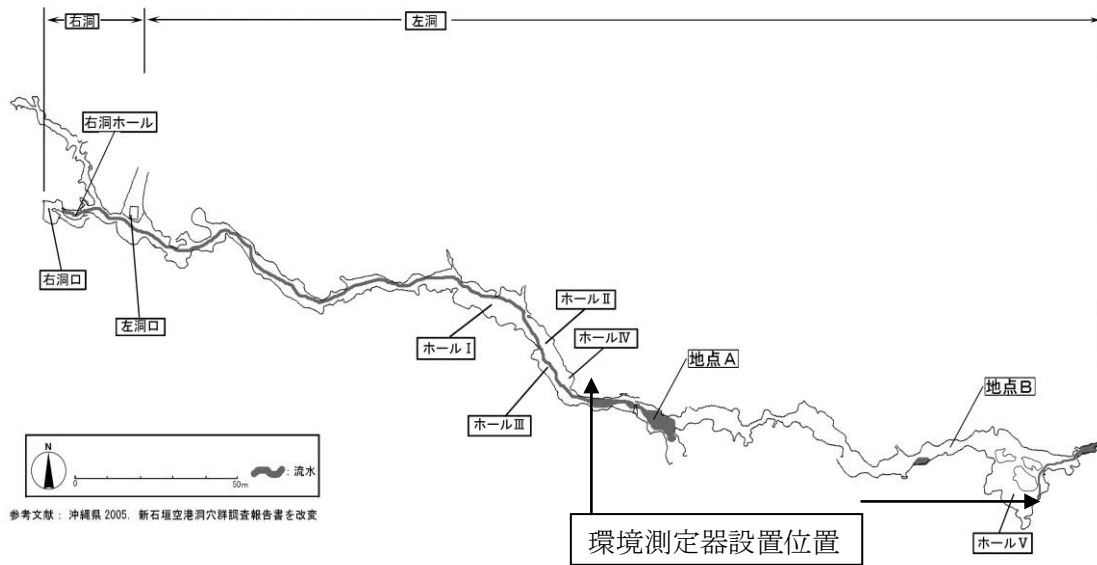 右洞
左洞
右洞ホール
右洞口
左洞口
ホールⅠ
ホールⅡ
ホールⅣ
ホールⅢ
地点A
地点B
ホールⅤ
環境測定器設置位置
N
0
50m
:流水
参考文献: 沖縄県 2005. 新石垣空港洞穴群調査報告書を改変